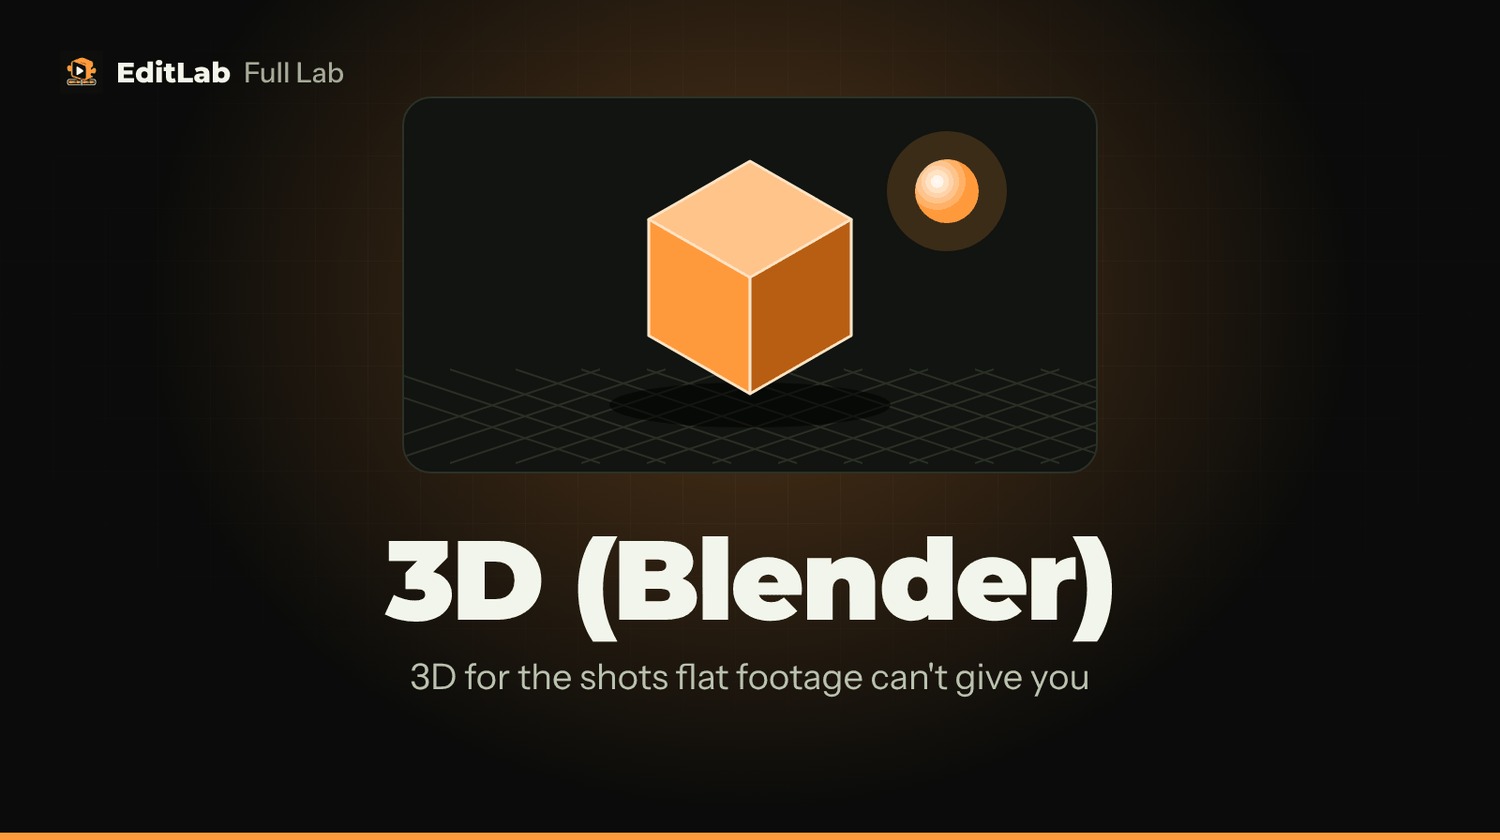 EditLab Full Lab
3D (Blender)
3D for the shots flat footage can't give you